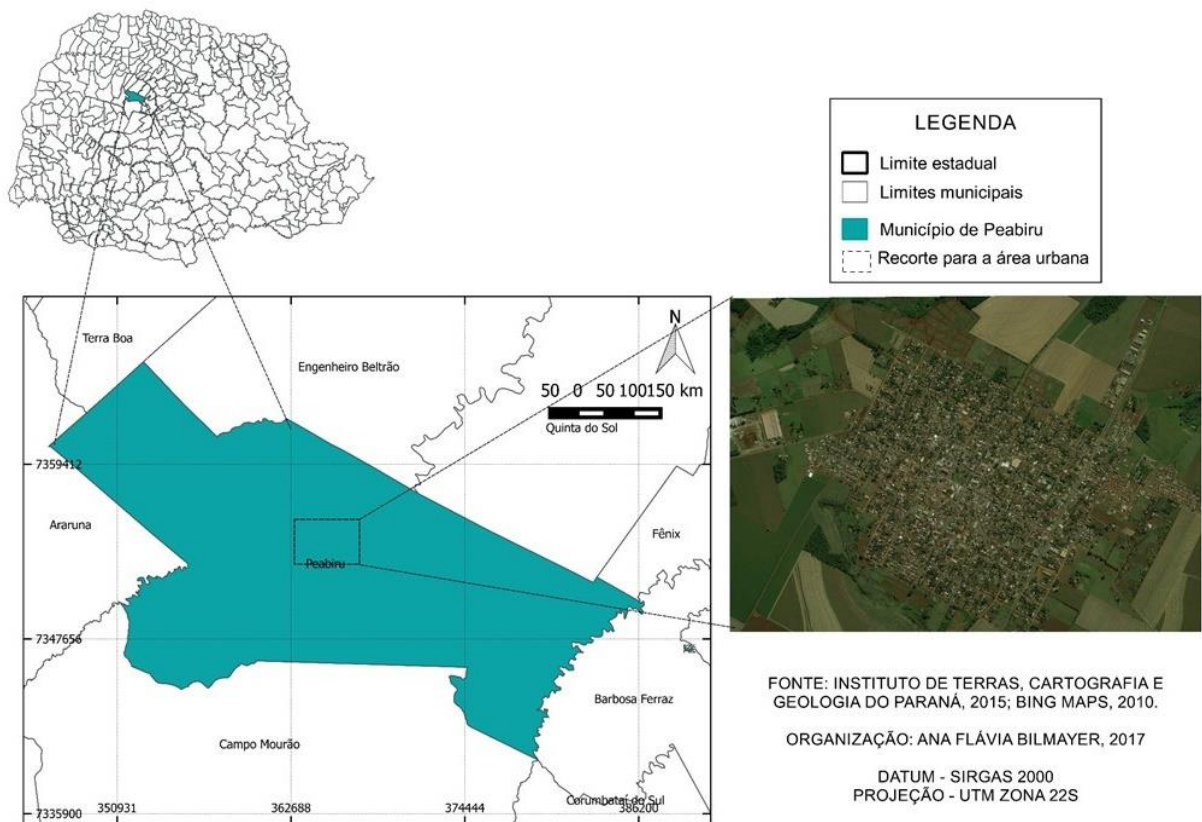 LEGENDA
Limite estadual
Limites municipais
Município de Peabiru
Recorte para a área urbana
Terra Boa
Engenheiro Beltrão
N
50 0 50 100150 km
Quinta do Sol
7359412
Araruna
Fênix
Peabiru
7347656
Barbosa Ferraz
Campo Mourão
Corumbataí do Sul
7335900
350931 362688 374444 386200
FONTE: INSTITUTO DE TERRAS, CARTOGRAFIA E
GEOLOGIA DO PARANÁ, 2015; BING MAPS, 2010.
ORGANIZAÇÃO: ANA FLÁVIA BILMAYER, 2017
DATUM - SIRGAS 2000
PROJEÇÃO - UTM ZONA 22S